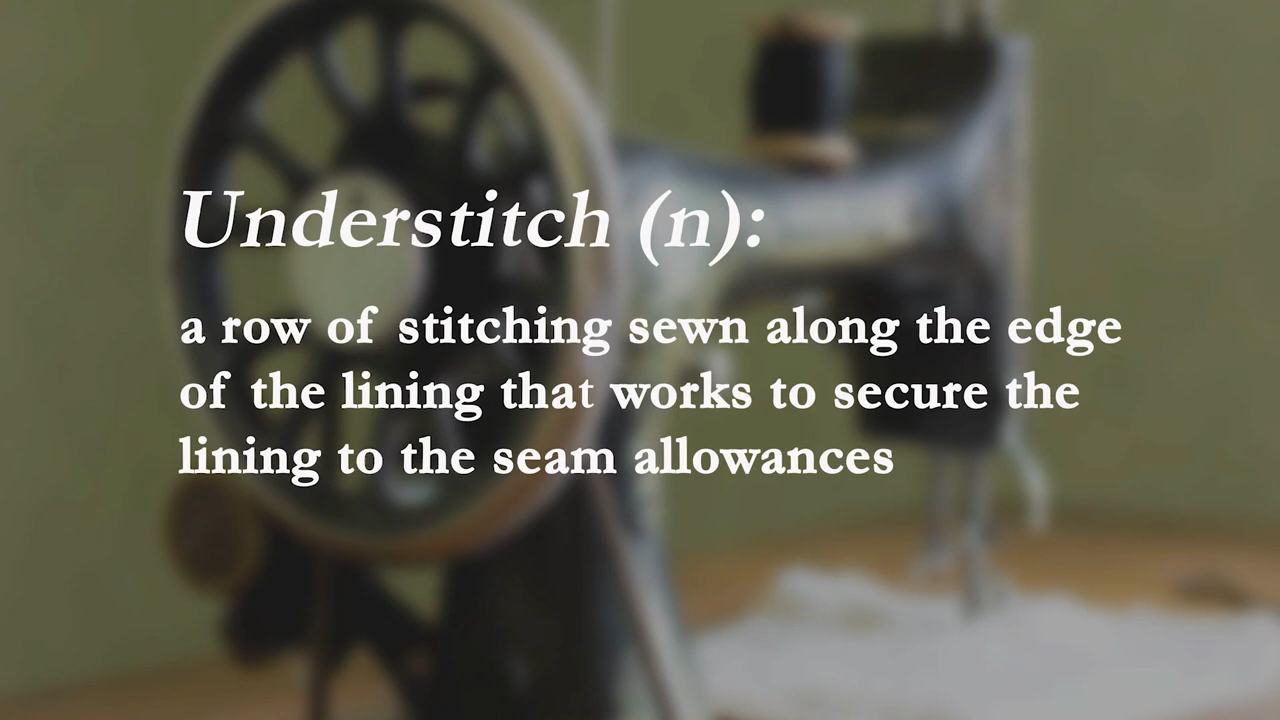 Understitch (n):
a row of stitching sewn along the edge
of the lining that works to secure the
lining to the seam allowances